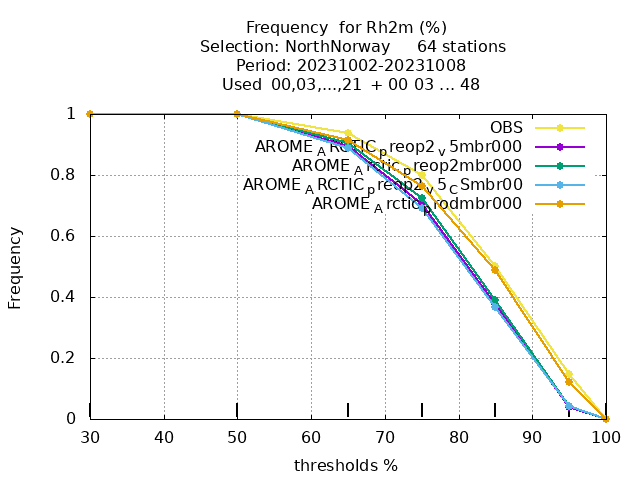 Frequency for Rh2m (%)
Selection: NorthNorway 64 stations
Period: 20231002-20231008
Used 00,03,...,21 + 00 03 ... 48
OBS
AROME_ARCTIC_preop2_v5mbr000
AROME_Arctic_preop2mbr000
AROME_ARCTIC_preop2_v5_CSmbr00
AROME_Arctic_prodmbr000
Frequency
1
0.8
0.6
0.4
0.2
0
30 40 50 60 70 80 90 100
thresholds %